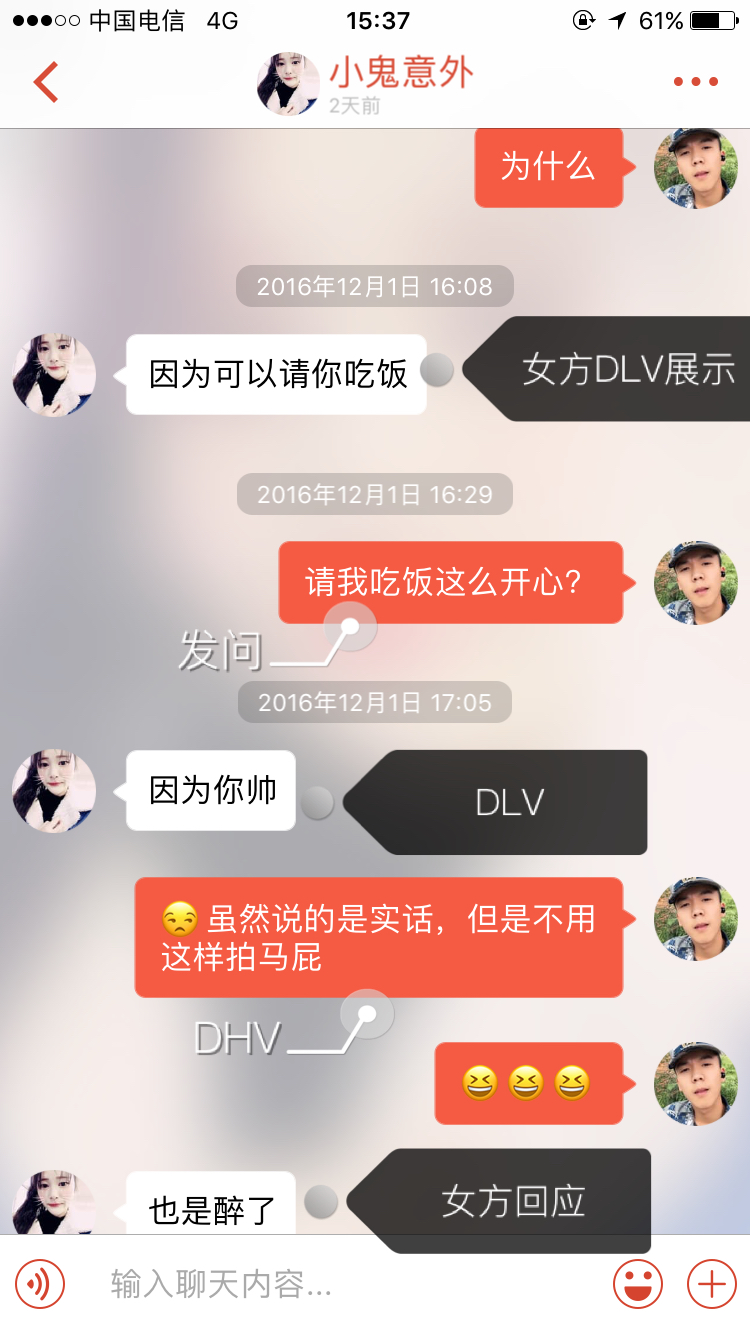 中国电信 4G 15:37 61%
小鬼意外
2天前
为什么
2016年12月1日 16:08
因为可以请你吃饭
女方DLV展示
2016年12月1日 16:29
请我吃饭这么开心?
发问
2016年12月1日 17:05
因为你帅
DLV
😒 虽然说的是实话，但是不用
这样拍马屁
DHV
😆 😆 😆
也是醉了
女方回应
输入聊天内容...